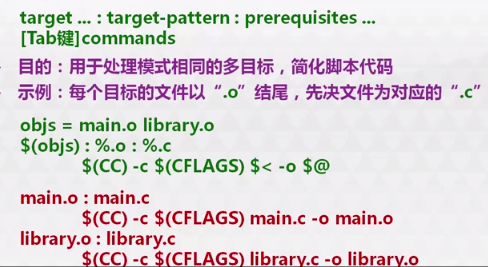 target ... : target-pattern : prerequisites ...
[Tab键]commands
目的：用于处理模式相同的多目标，简化脚本代码
示例：每个目标的文件以“.o”结尾，先决文件为对应的“.c”
objs = main.o library.o
$(objs) : %.o : %.c
$(CC) -c $(CFLAGS) $< -o $@
main.o : main.c
$(CC) -c $(CFLAGS) main.c -o main.o
library.o : library.c
$(CC) -c $(CFLAGS) library.c -o library.o